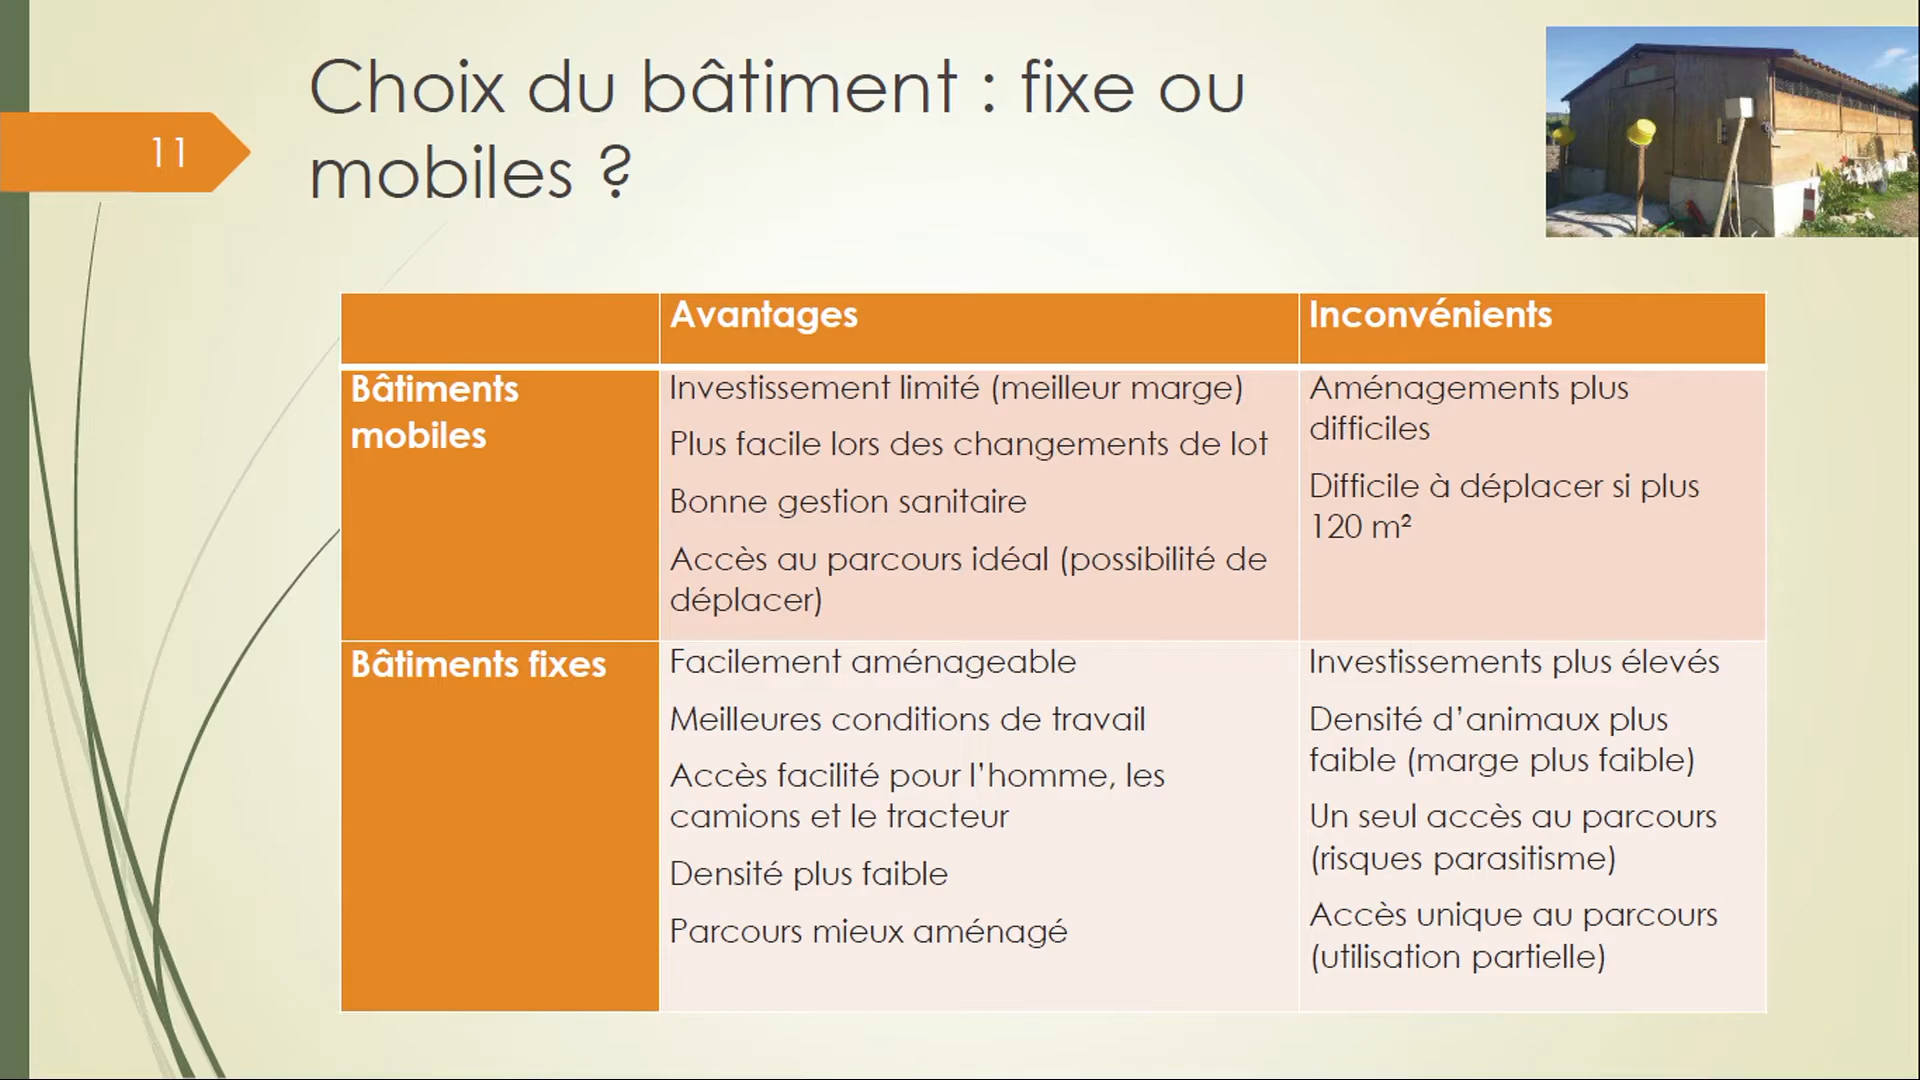 11
Choix du bâtiment : fixe ou
mobiles ?
Avantages
Inconvénients
Bâtiments
mobiles
Investissement limité (meilleur marge)
Plus facile lors des changements de lot
Bonne gestion sanitaire
Accès au parcours idéal (possibilité de
déplacer)
Aménagements plus
difficiles
Difficile à déplacer si plus
120 m²
Bâtiments fixes
Facilement aménageable
Meilleures conditions de travail
Accès facilité pour l’homme, les
camions et le tracteur
Densité plus faible
Parcours mieux aménagé
Investissements plus élevés
Densité d’animaux plus
faible (marge plus faible)
Un seul accès au parcours
(risques parasitisme)
Accès unique au parcours
(utilisation partielle)